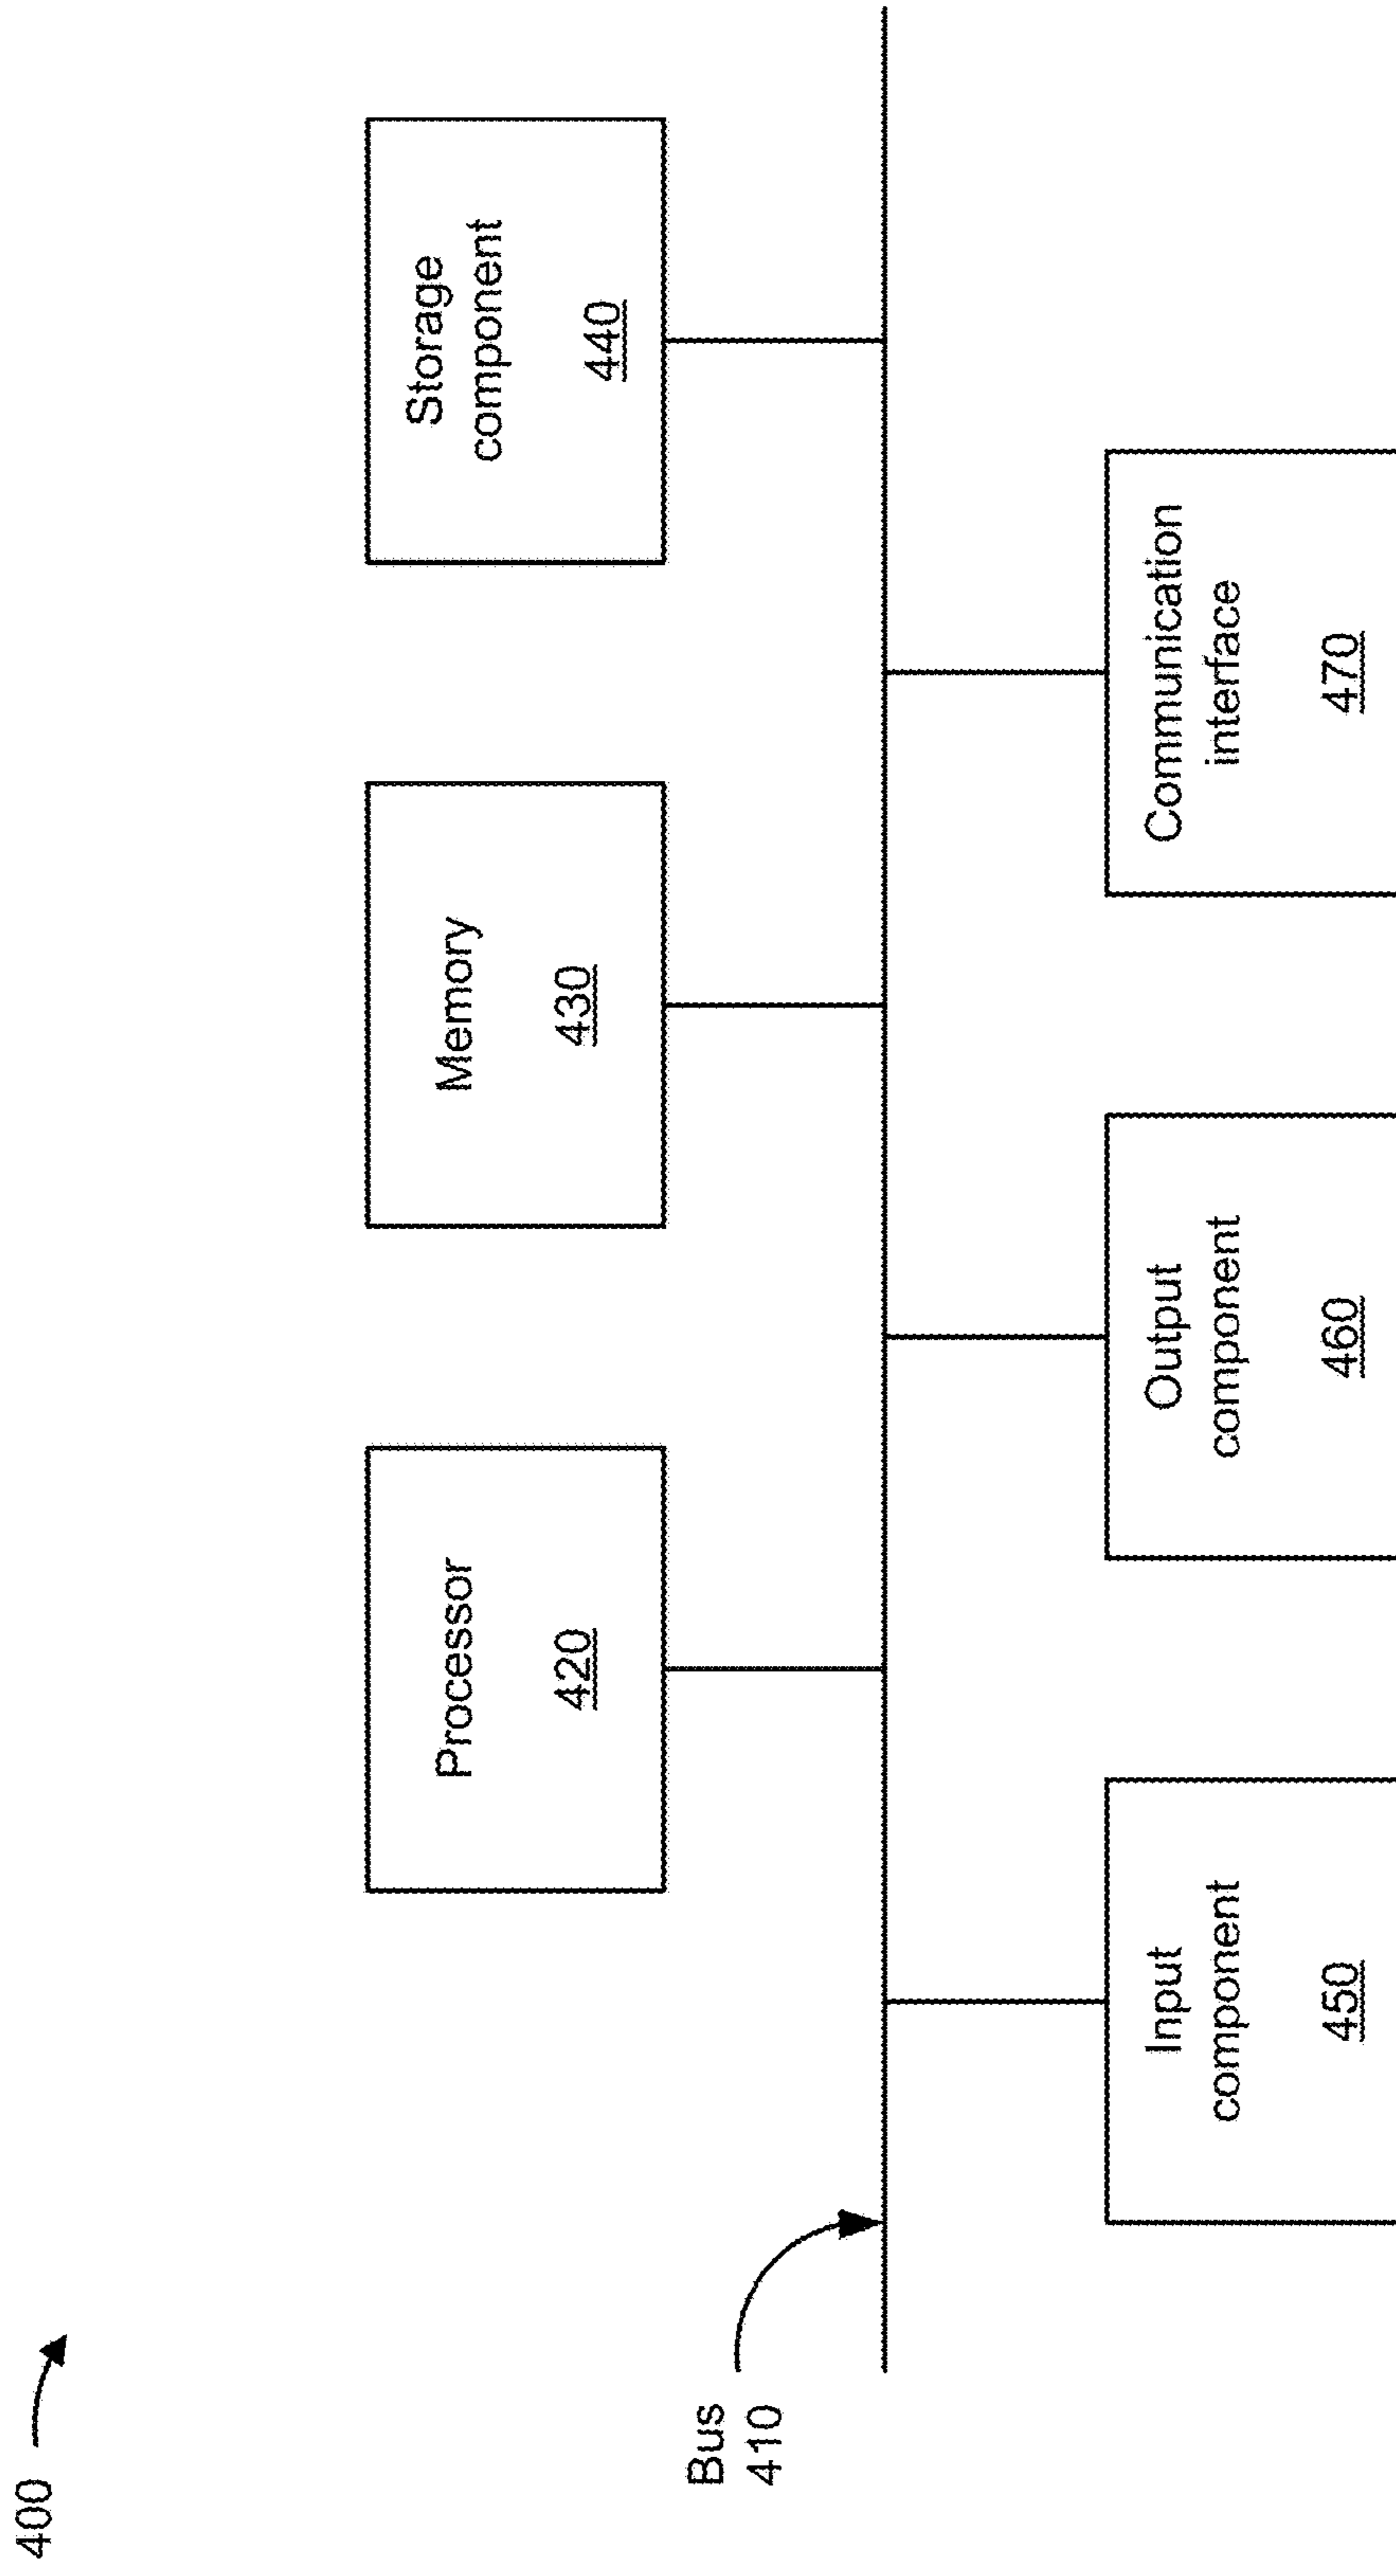 400
Bus
410
Processor
420
Memory
430
Storage
component
440
Input
component
450
Output
component
460
Communication
interface
470